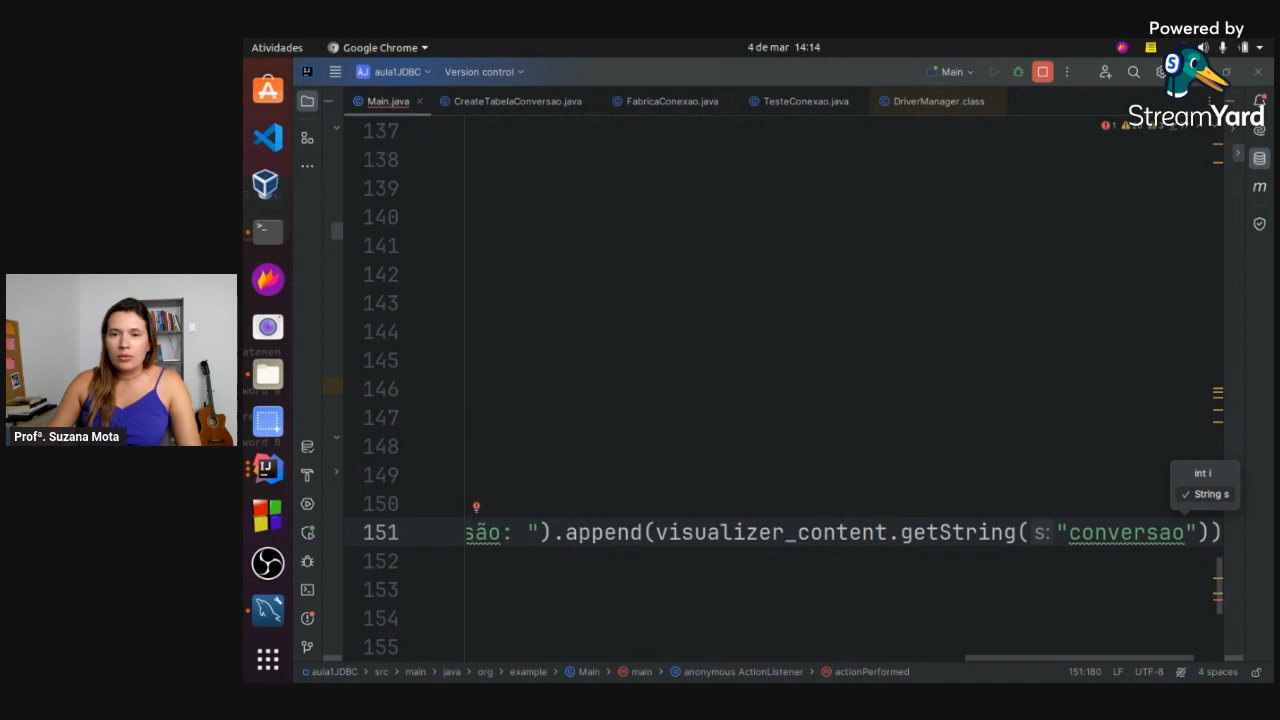 Powered by
StreamYard
Atividades
Google Chrome
4 de mar 14:14
AJ aula1JDBC
Version control
Main
Main.java
CreateTabelaConversao.java
FabricaConexao.java
TesteConexao.java
DriverManager.class
137
138
139
140
141
142
143
144
145
146
147
148
149
150
151 são: ").append(visualizer_content.getString( s: "conversao"))
152
153
154
155
int i
String s
Profª. Suzana Mota
aula1JDBC > src > main > java > org > example > Main > main > anonymous ActionListener > actionPerformed
151:180 LF UTF-8 4 spaces